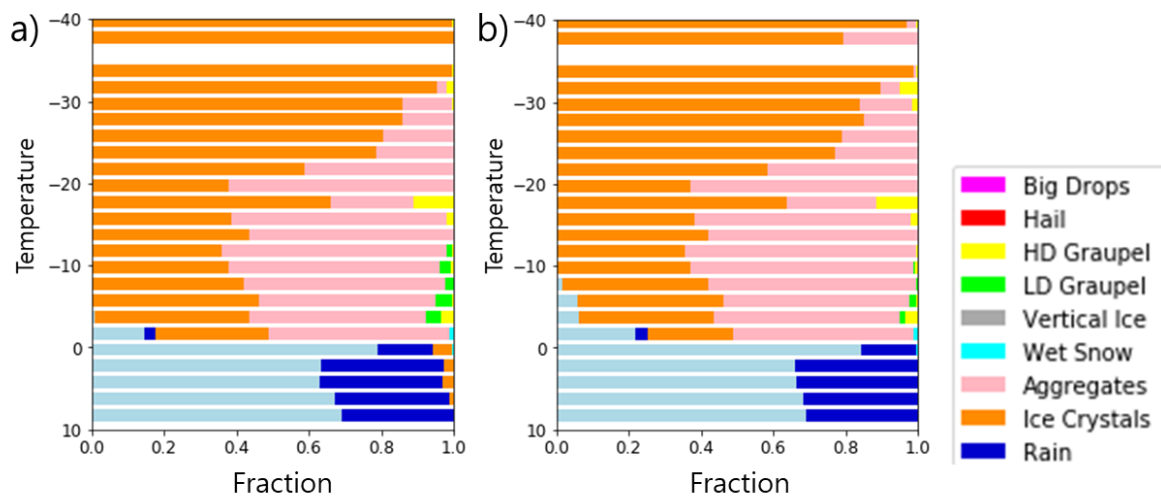 a)
−40
−30
−20
−10
0
10
Temperature
0.0 0.2 0.4 0.6 0.8 1.0
Fraction
b)
−40
−30
−20
−10
0
10
Temperature
0.0 0.2 0.4 0.6 0.8 1.0
Fraction
Big Drops
Hail
HD Graupel
LD Graupel
Vertical Ice
Wet Snow
Aggregates
Ice Crystals
Rain